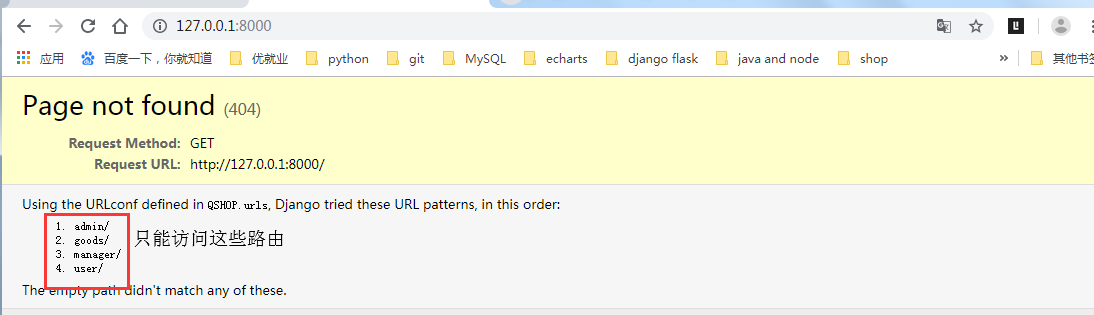 127.0.0.1:8000
应用 百度一下，你就知道 优就业 python git MySQL echarts django flask java and node shop » 其他书签
Page not found (404)
Request Method: GET
Request URL: http://127.0.0.1:8000/
Using the URLconf defined in QSHOP.urls, Django tried these URL patterns, in this order:
1. admin/
2. goods/ 只能访问这些路由
3. manager/
4. user/
The empty path didn't match any of these.